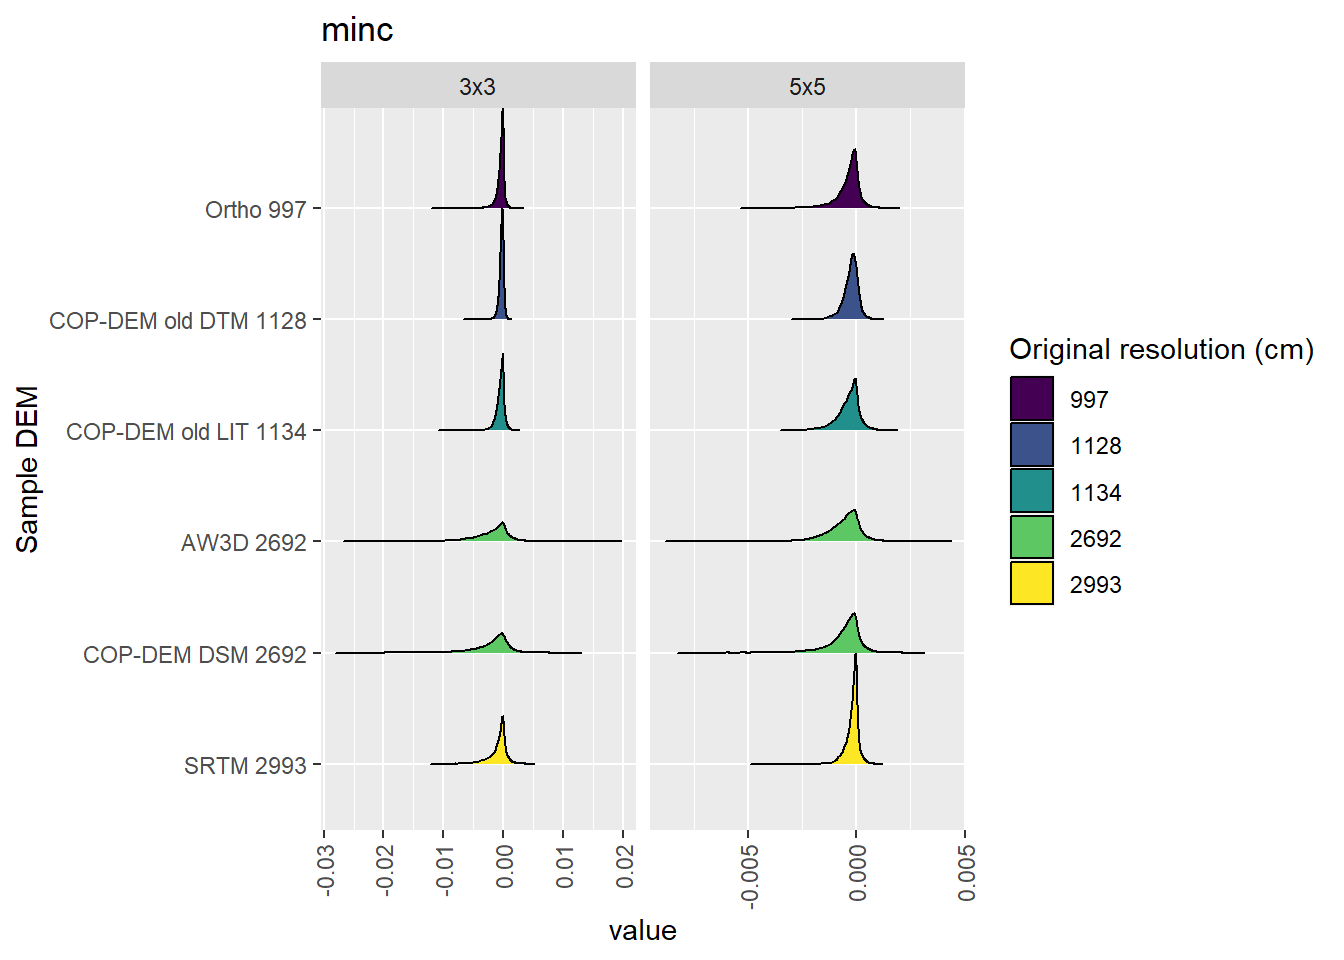 minc
3x3
5x5
Sample DEM
Ortho 997
COP-DEM old DTM 1128
COP-DEM old LIT 1134
AW3D 2692
COP-DEM DSM 2692
SRTM 2993
-0.03
-0.02
-0.01
0.00
0.01
0.02
-0.005
0.000
0.005
value
Original resolution (cm)
997
1128
1134
2692
2993